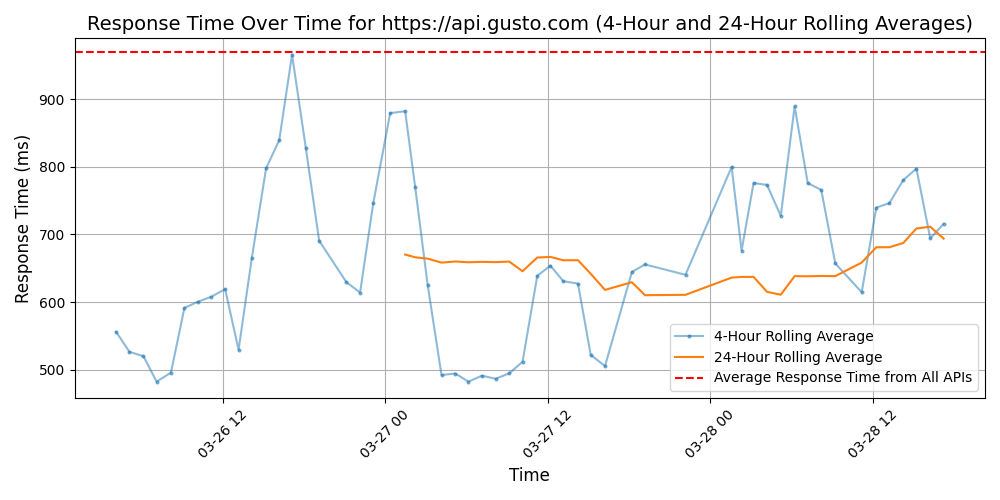 Response Time Over Time for https://api.gusto.com (4-Hour and 24-Hour Rolling Averages)
Response Time (ms)
900
800
700
600
500
4-Hour Rolling Average
24-Hour Rolling Average
Average Response Time from All APIs
03-26 12
03-27 00
03-27 12
03-28 00
03-28 12
Time